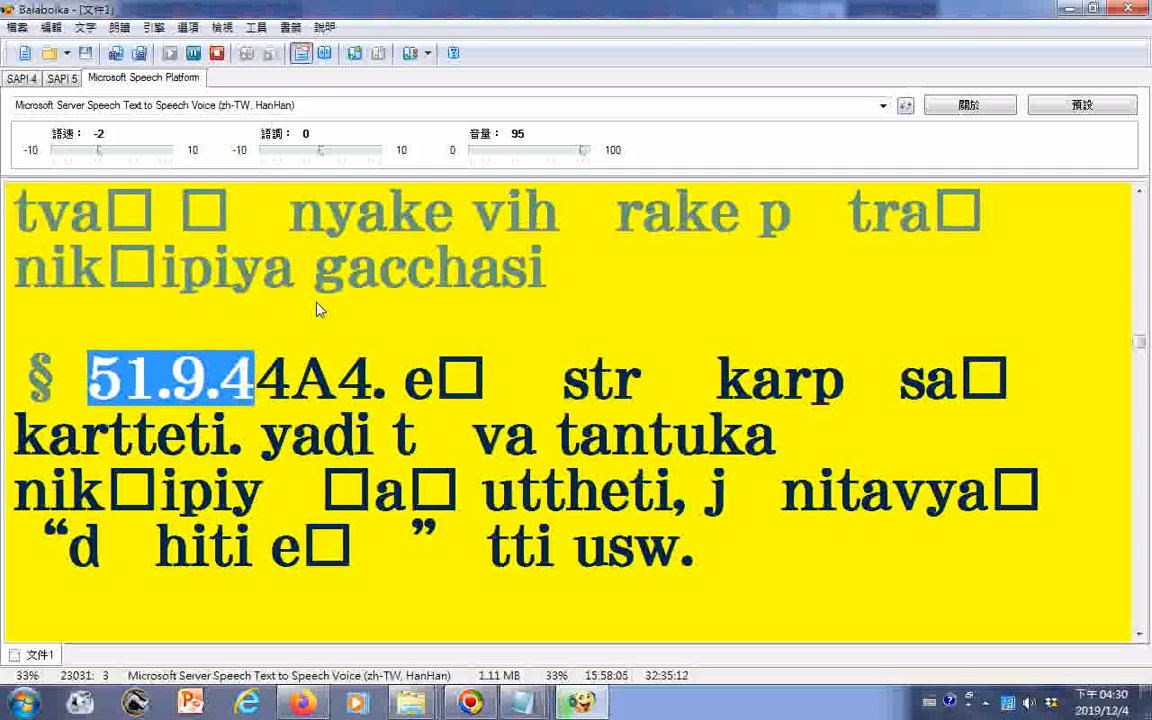 Balabolka - [文件1]
檔案 編輯 文字 朗讀 引擎 選項 檢視 工具 書籤 說明
SAPI 4 SAPI 5 Microsoft Speech Platform
Microsoft Server Speech Text to Speech Voice (zh-TW, HanHan) 關於 預設
語速： -2 語調： 0 音量： 95
-10 10 -10 10 0 100
tva□ □ nyake vih rake p tra□
nik□ipiya gacchasi
§ 51.9.44A4. e□ str karp sa□
kartteti. yadi t va tantuka
nik□ipiy □a□ uttheti, j nitavya□
“d hiti e□ ” tti usw.
文件1
33% 23031: 3 Microsoft Server Speech Text to Speech Voice (zh-TW, HanHan) 1.11 MB 33% 15:58:05 32:35:12
下午 04:30
2019/12/4